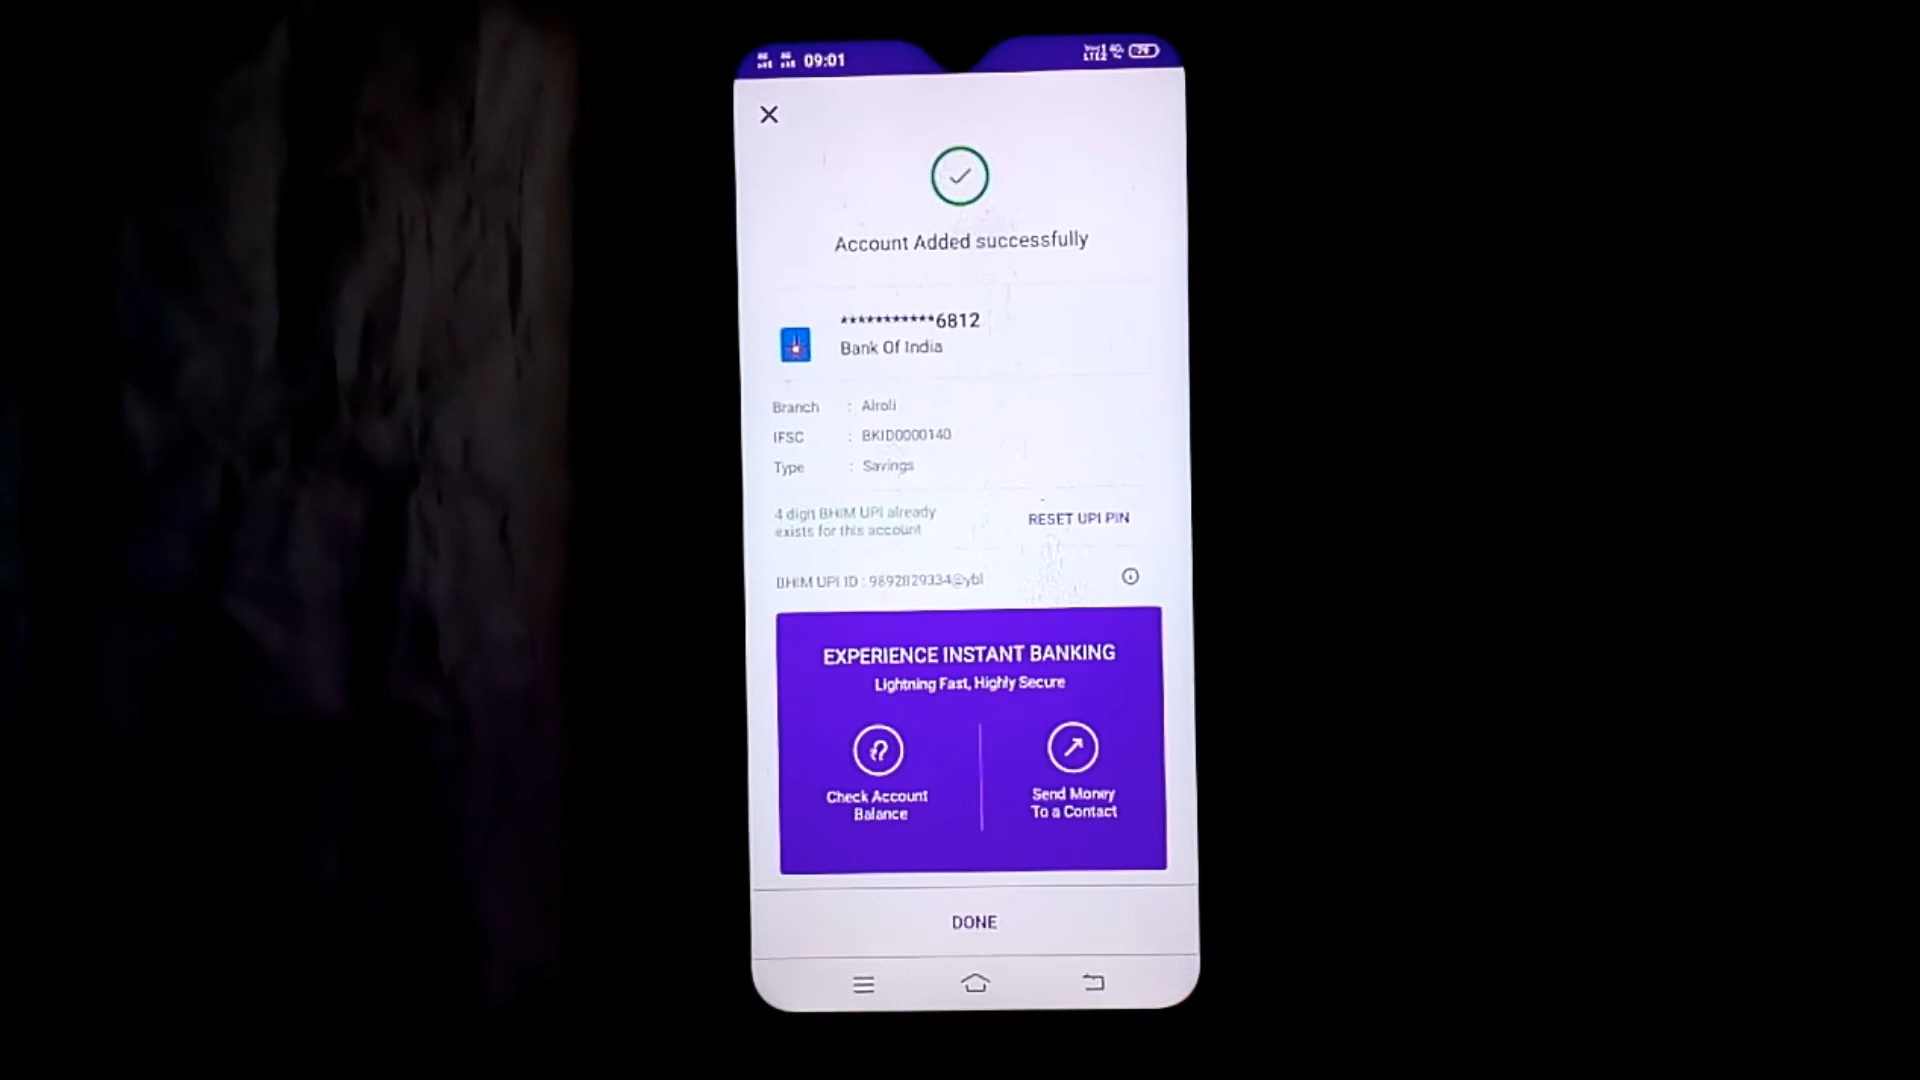 09:01
Account Added successfully
***********6812
Bank Of India
Branch : Airoli
IFSC : BKID0000140
Type : Savings
4 digit BHIM UPI already
exists for this account
RESET UPI PIN
BHIM UPI ID : 9892829334@ybl
EXPERIENCE INSTANT BANKING
Lightning Fast, Highly Secure
Check Account
Balance
Send Money
To a Contact
DONE